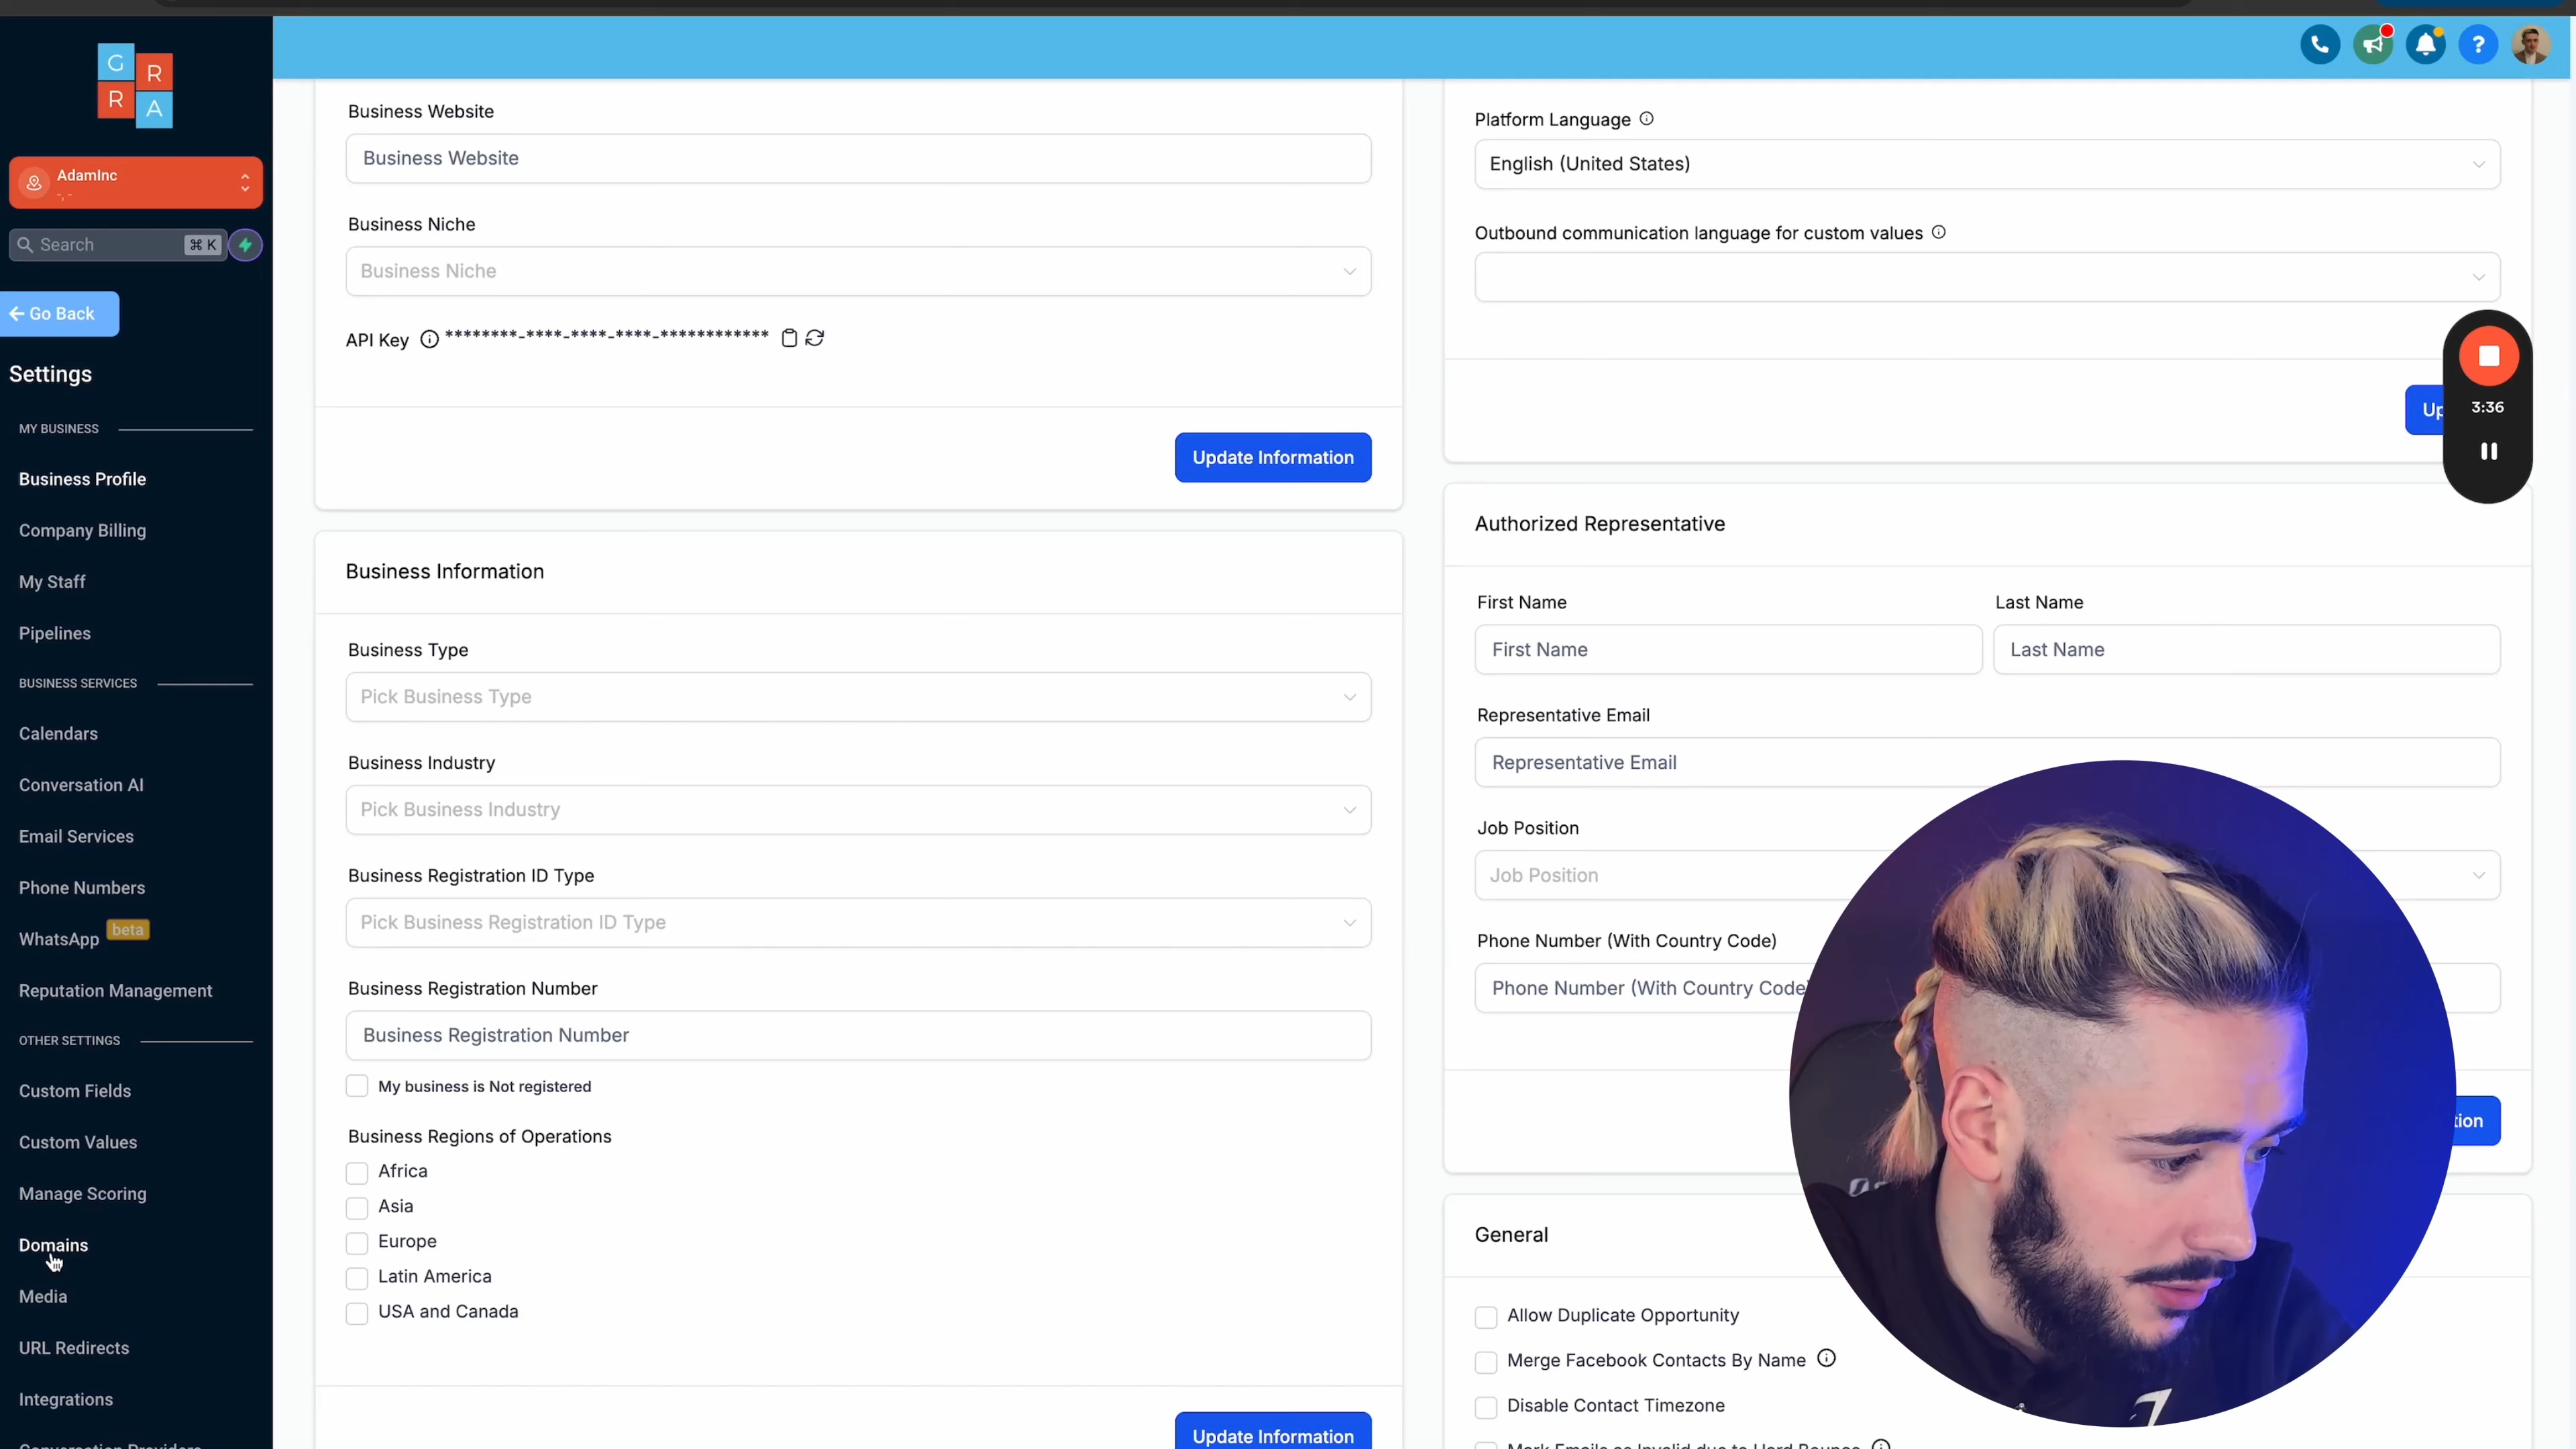 G
R
R
A
AdamInc
-, -
Search
⌘ K
Go Back
Settings
MY BUSINESS
Business Profile
Company Billing
My Staff
Pipelines
BUSINESS SERVICES
Calendars
Conversation AI
Email Services
Phone Numbers
WhatsApp beta
Reputation Management
OTHER SETTINGS
Custom Fields
Custom Values
Manage Scoring
Domains
Media
URL Redirects
Integrations
Business Website
Business Website
Business Niche
Business Niche
API Key ********-****-****-****-************
Update Information
Business Information
Business Type
Pick Business Type
Business Industry
Pick Business Industry
Business Registration ID Type
Pick Business Registration ID Type
Business Registration Number
Business Registration Number
My business is Not registered
Business Regions of Operations
Africa
Asia
Europe
Latin America
USA and Canada
Update Information
?
Platform Language
English (United States)
Outbound communication language for custom values
Up
3:36
Authorized Representative
First Name
Last Name
First Name
Last Name
Representative Email
Representative Email
Job Position
Job Position
Phone Number (With Country Code)
Phone Number (With Country Code
tion
General
Allow Duplicate Opportunity
Merge Facebook Contacts By Name
Disable Contact Timezone
Mark Emails as Invalid due to Hard Bounce